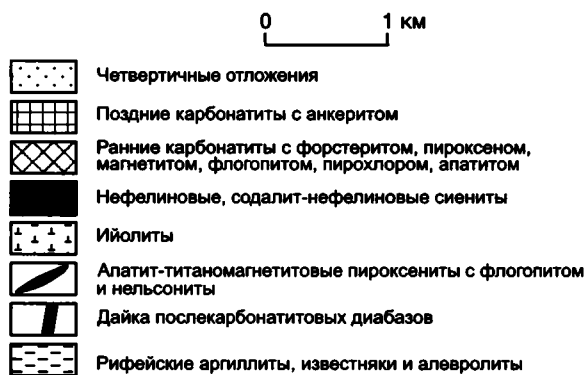 0 1 км
Четвертичные отложения
Поздние карбонатиты с анкеритом
Ранние карбонатиты с форстеритом, пироксеном,
магнетитом, флогопитом, пирохлором, апатитом
Нефелиновые, содалит-нефелиновые сиениты
Ийолиты
Апатит-титаномагнетитовые пироксениты с флогопитом
и нельсониты
Дайка послекарбонатитовых диабазов
Рифейские аргиллиты, известняки и алевролиты